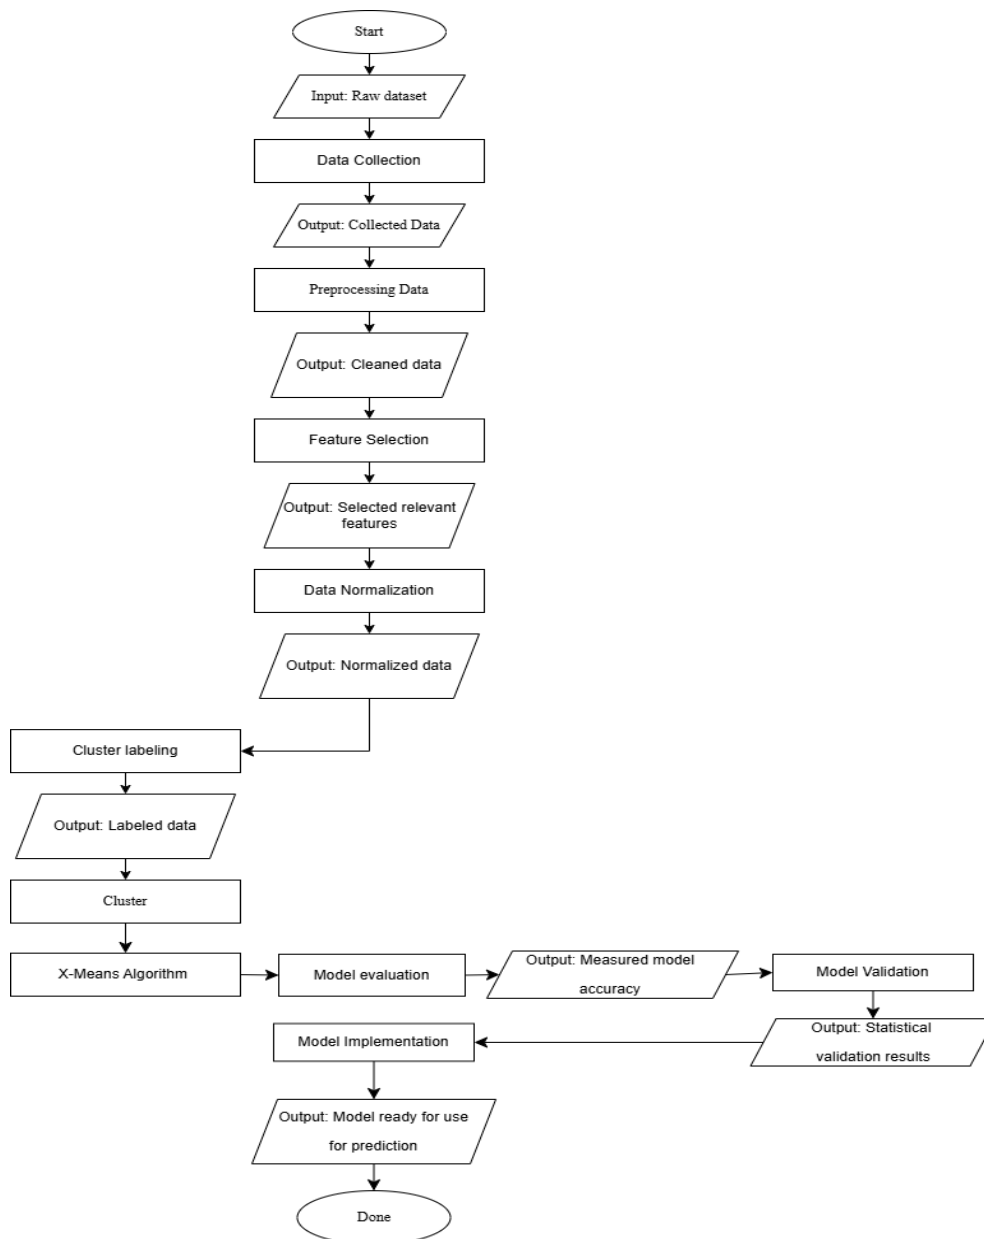 Start
Input: Raw dataset
Data Collection
Output: Collected Data
Preprocessing Data
Output: Cleaned data
Feature Selection
Output: Selected relevant
features
Data Normalization
Output: Normalized data
Cluster labeling
Output: Labeled data
Cluster
X-Means Algorithm
Model evaluation
Output: Measured model
accuracy
Model Validation
Output: Statistical
validation results
Model Implementation
Output: Model ready for use
for prediction
Done